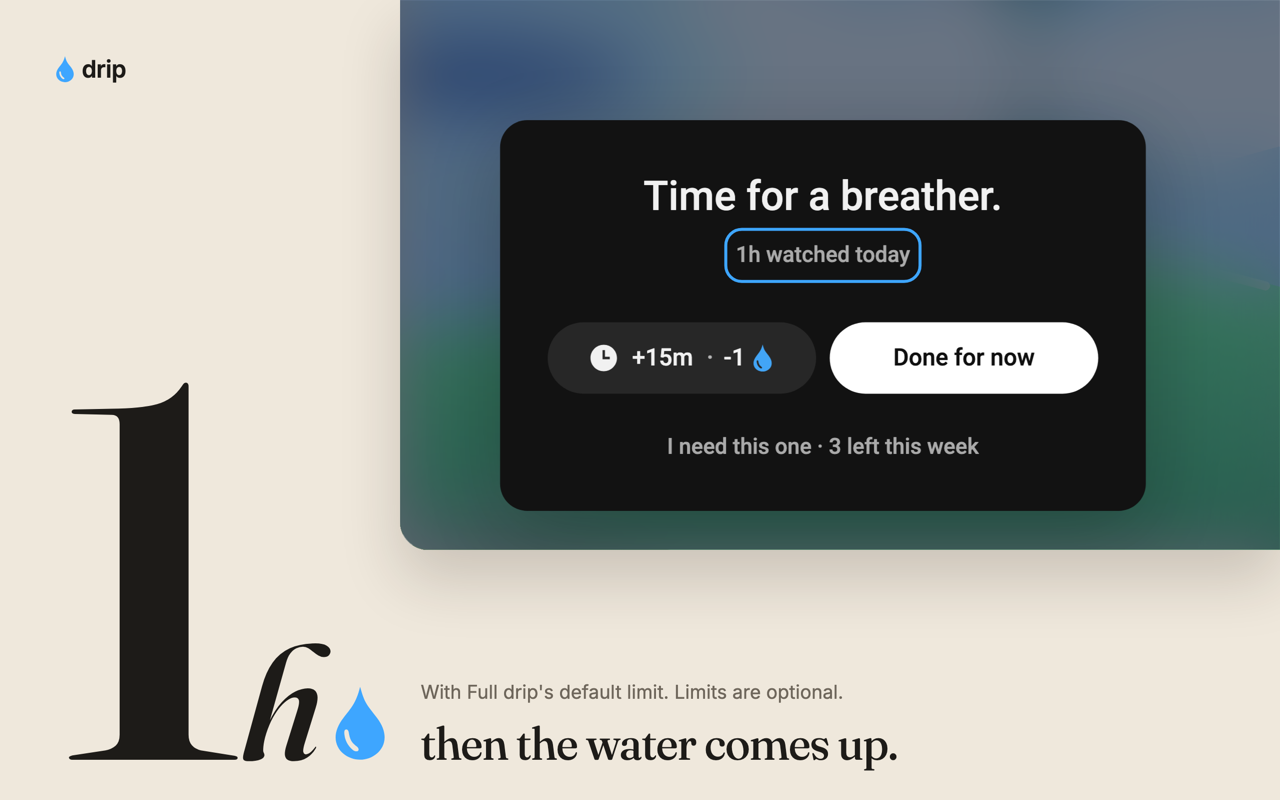 drip
Time for a breather.
1h watched today
+15m · -1
Done for now
I need this one · 3 left this week
1h
With Full drip's default limit. Limits are optional.
then the water comes up.